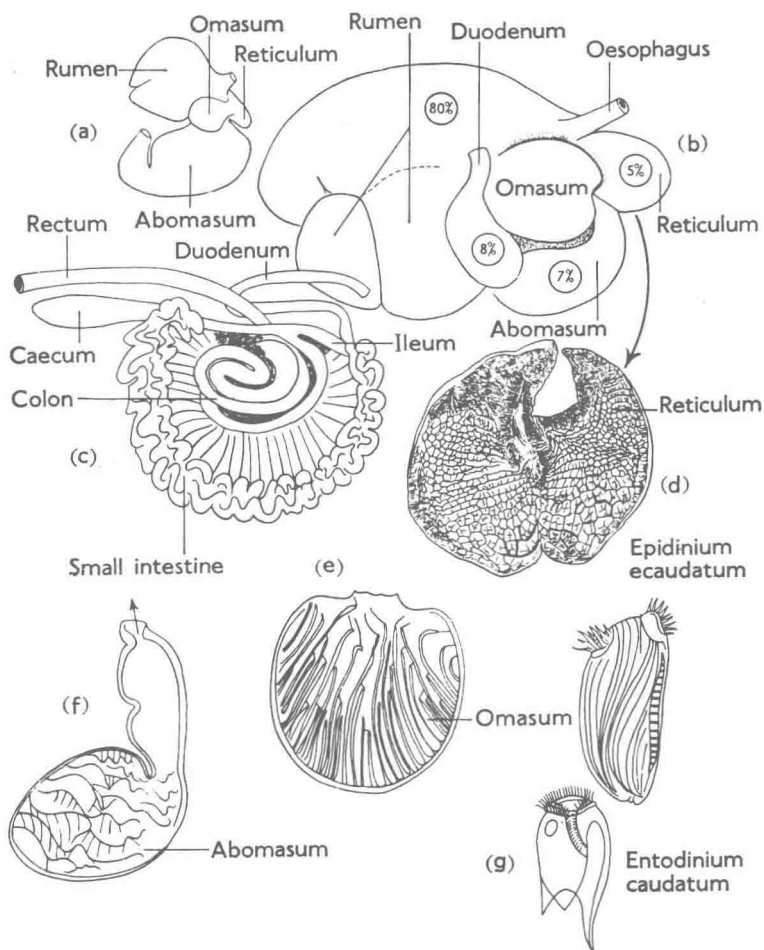 Omasum
Rumen
Duodenum
Oesophagus
Rumen
Reticulum
(a)
80%
(b)
Omasum
5%
Abomasum
Reticulum
Rectum
Duodenum
8%
7%
Abomasum
Caecum
Ileum
Colon
Reticulum
(c)
(d)
Small intestine
(e)
Epidinium
ecaudatum
(f)
Omasum
Abomasum
(g)
Entodinium
caudatum